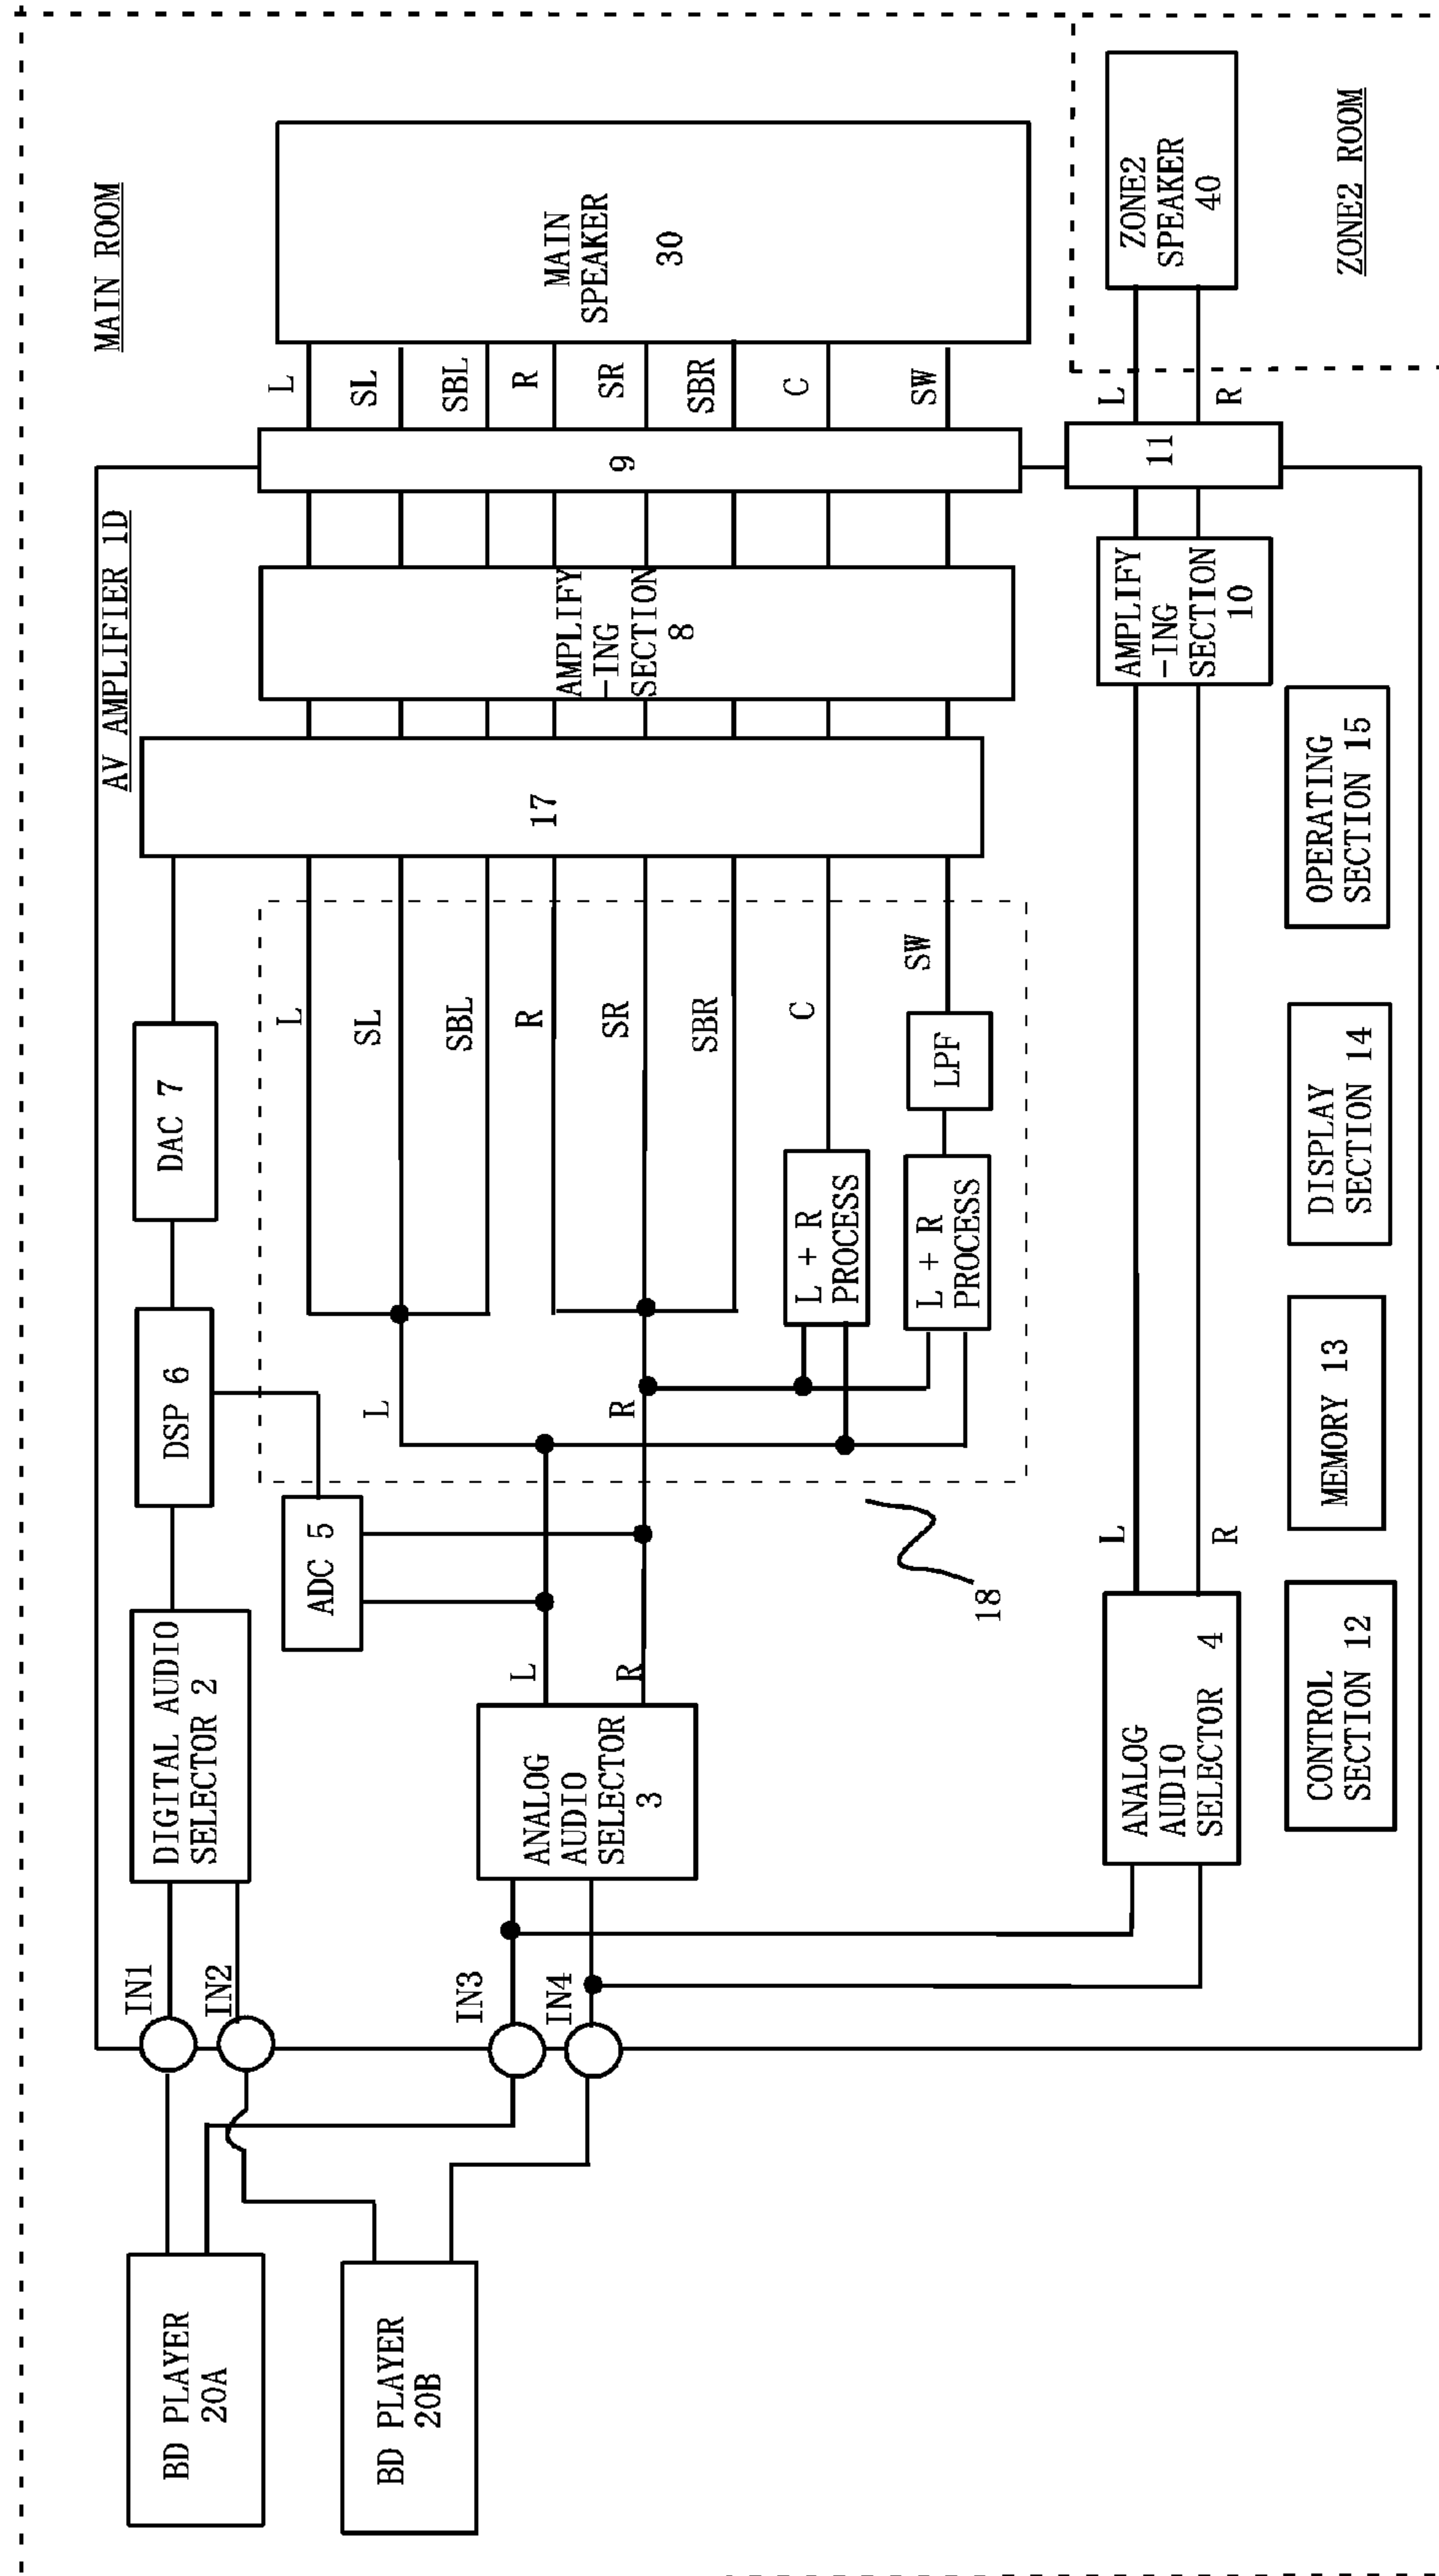 MAIN ROOM
AV AMPLIFIER 1D
BD PLAYER
20A
BD PLAYER
20B
IN1
IN2
IN3
IN4
DIGITAL AUDIO
SELECTOR 2
DSP 6
DAC 7
ADC 5
ANALOG
AUDIO
SELECTOR
3
L
R
L
R
L
SL
SBL
R
SR
SBR
C
SW
L + R
PROCESS
L + R
PROCESS
LPF
18
17
AMPLIFY
-ING
SECTION
8
9
L
SL
SBL
R
SR
SBR
C
SW
MAIN
SPEAKER
30
ANALOG
AUDIO
SELECTOR 4
L
R
AMPLIFY
-ING
SECTION
10
11
L
R
ZONE2
SPEAKER
40
ZONE2 ROOM
CONTROL
SECTION 12
MEMORY 13
DISPLAY
SECTION 14
OPERATING
SECTION 15